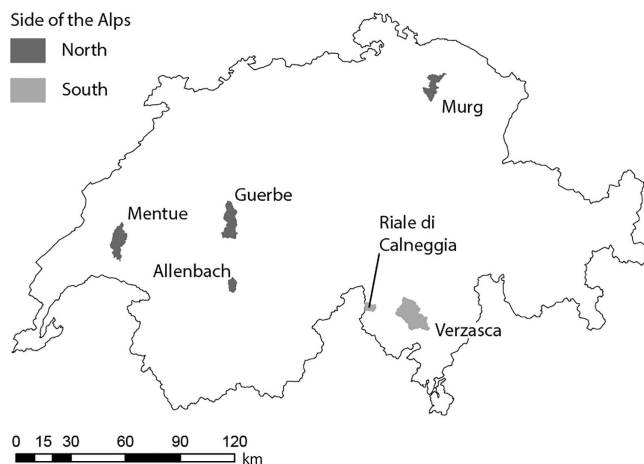 Side of the Alps
North
South
Murg
Guerbe
Mentue
Riale di
Calneggia
Allenbach
Verzasca
0 15 30 60 90 120
km